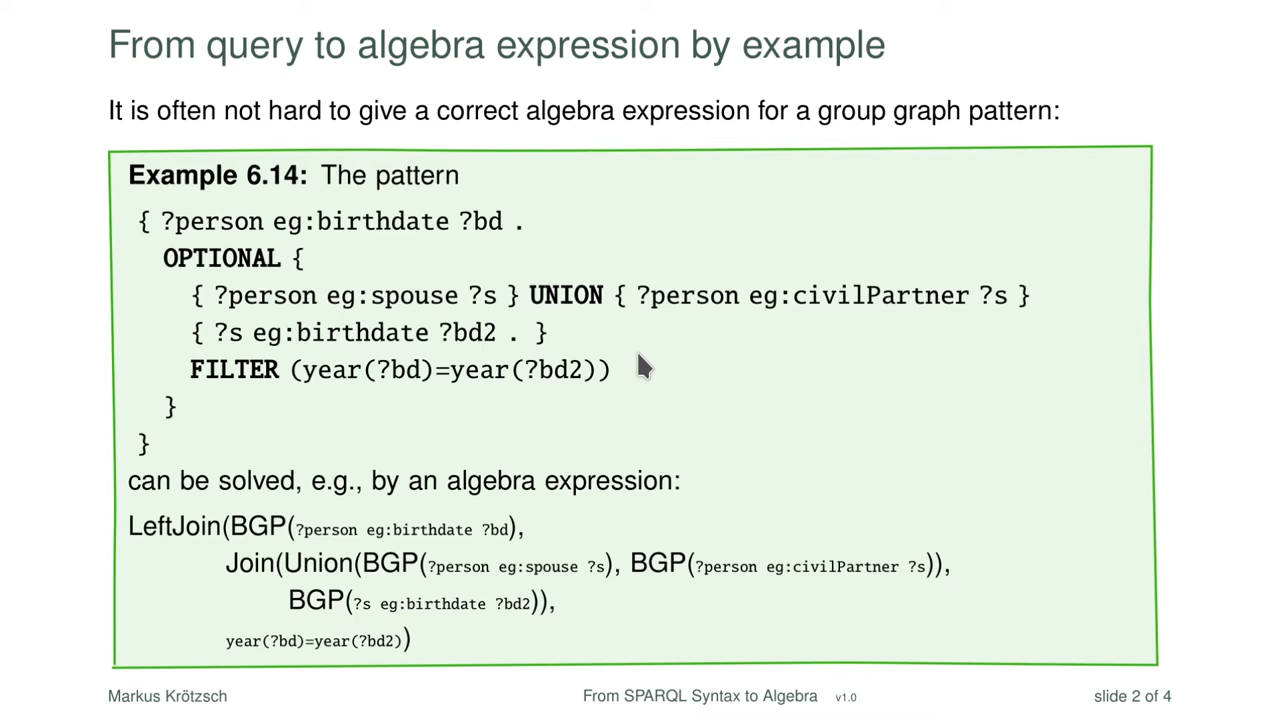 From query to algebra expression by example
It is often not hard to give a correct algebra expression for a group graph pattern:
Example 6.14: The pattern
{ ?person eg:birthdate ?bd .
OPTIONAL {
{ ?person eg:spouse ?s } UNION { ?person eg:civilPartner ?s }
{ ?s eg:birthdate ?bd2 . }
FILTER (year(?bd)=year(?bd2))
}
}
can be solved, e.g., by an algebra expression:
LeftJoin(BGP(?person eg:birthdate ?bd),
Join(Union(BGP(?person eg:spouse ?s), BGP(?person eg:civilPartner ?s)),
BGP(?s eg:birthdate ?bd2)),
year(?bd)=year(?bd2))
Markus Krötzsch From SPARQL Syntax to Algebra v1.0 slide 2 of 4